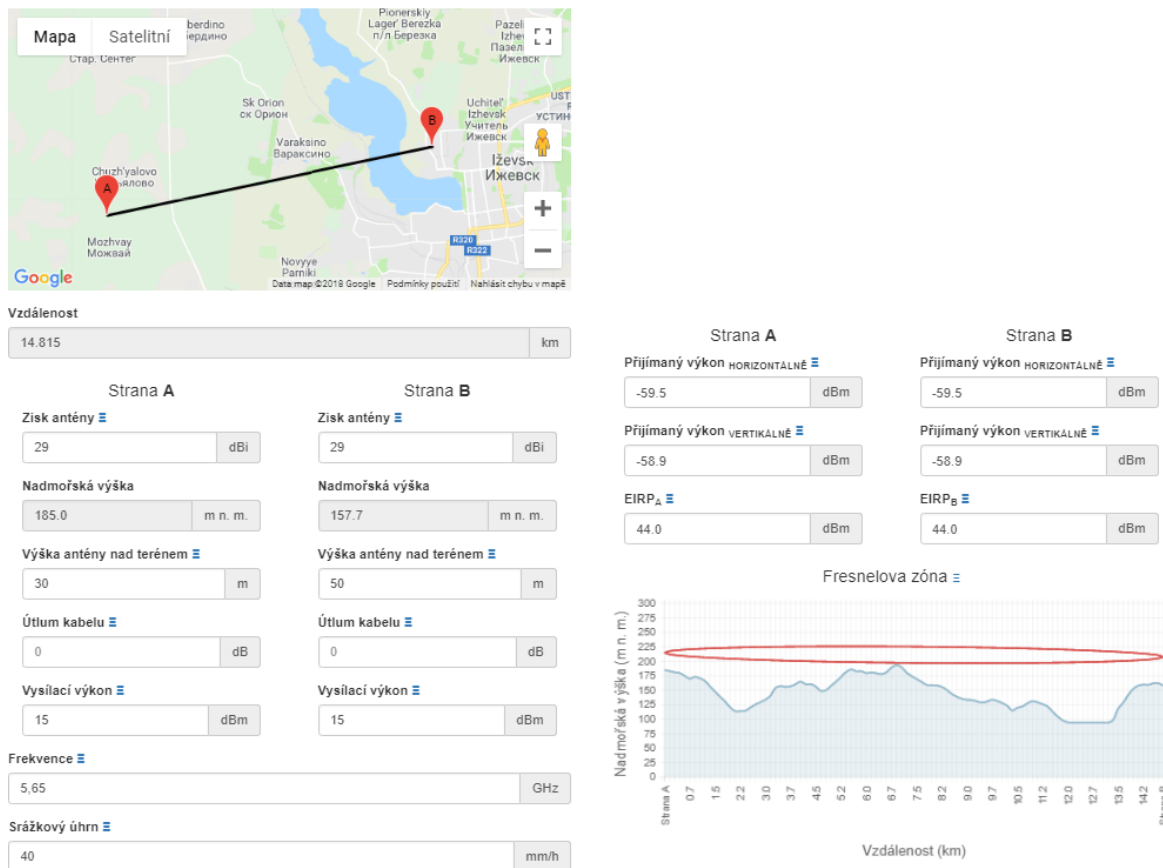 Mapa Satelitní
berdino
ердино
Стар. Сентег
Pionerskiy
Lager' Berezka
п/л Березка
Ижевск
Sk Orion
ск Орион
Varaksino
Вараксино
Uchitel'
Izhevsk
Учитель
Ижевск
UST
УСТИН
B
Iževsk
Ижевск
Chuzh'yalovo
ялово
A
Mozhvay
Можвай
Novyye
Parniki
R320
R322
+
−
Google
Data map ©2018 Google Podmínky použití Nahlásit chybu v mapě
Vzdálenost
14.815 km
Strana A Strana B
Zisk antény Zisk antény
29 dBi 29 dBi
Nadmořská výška Nadmořská výška
185.0 m n. m. 157.7 m n. m.
Výška antény nad terénem Výška antény nad terénem
30 m 50 m
Útlum kabelu Útlum kabelu
0 dB 0 dB
Vysílací výkon Vysílací výkon
15 dBm 15 dBm
Frekvence
5,65 GHz
Srážkový úhrn
40 mm/h
Strana A Strana B
Přijímaný výkon HORIZONTÁLNĚ Přijímaný výkon HORIZONTÁLNĚ
-59.5 dBm -59.5 dBm
Přijímaný výkon VERTIKÁLNĚ Přijímaný výkon VERTIKÁLNĚ
-58.9 dBm -58.9 dBm
EIRPA EIRPB
44.0 dBm 44.0 dBm
Fresnelova zóna
Nadmořská výška (m n. m.)
300
275
250
225
200
175
150
125
100
75
50
25
0
Strana A 0.7 1.5 2.2 3.0 3.7 4.5 5.2 6.0 6.7 7.5 8.2 9.0 9.7 10.5 11.2 12.0 12.7 13.5 14.2 Strana B
Vzdálenost (km)